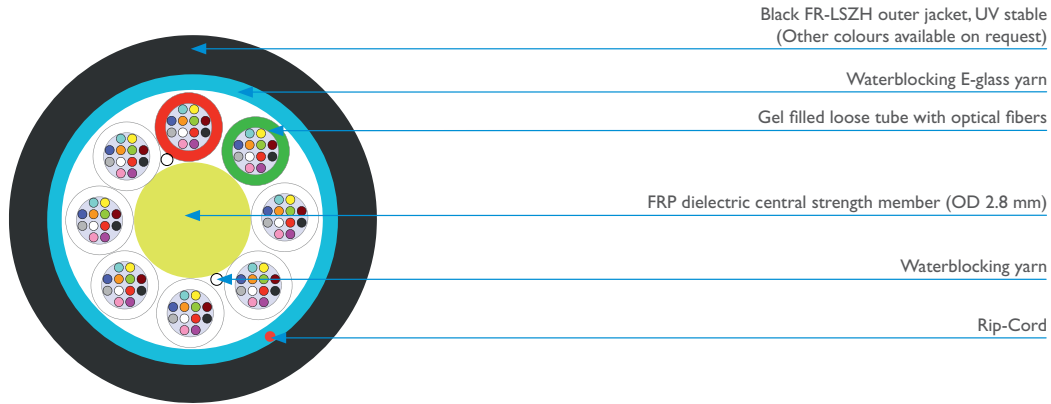 Black FR-LSZH outer jacket, UV stable
(Other colours available on request)
Waterblocking E-glass yarn
Gel filled loose tube with optical fibers
FRP dielectric central strength member (OD 2.8 mm)
Waterblocking yarn
Rip-Cord